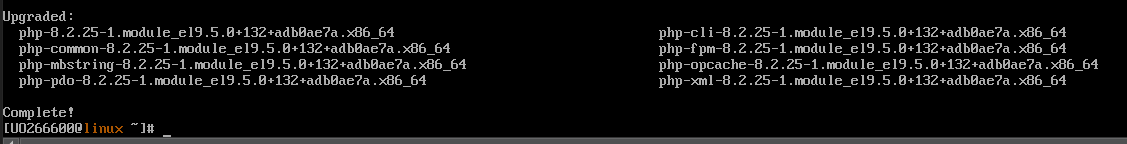 Upgraded:
php-8.2.25-1.module_el9.5.0+132+adb0ae7a.x86_64 php-cli-8.2.25-1.module_el9.5.0+132+adb0ae7a.x86_64
php-common-8.2.25-1.module_el9.5.0+132+adb0ae7a.x86_64 php-fpm-8.2.25-1.module_el9.5.0+132+adb0ae7a.x86_64
php-mbstring-8.2.25-1.module_el9.5.0+132+adb0ae7a.x86_64 php-opcache-8.2.25-1.module_el9.5.0+132+adb0ae7a.x86_64
php-pdo-8.2.25-1.module_el9.5.0+132+adb0ae7a.x86_64 php-xml-8.2.25-1.module_el9.5.0+132+adb0ae7a.x86_64
Complete!
[UO266600@linux ~]# _